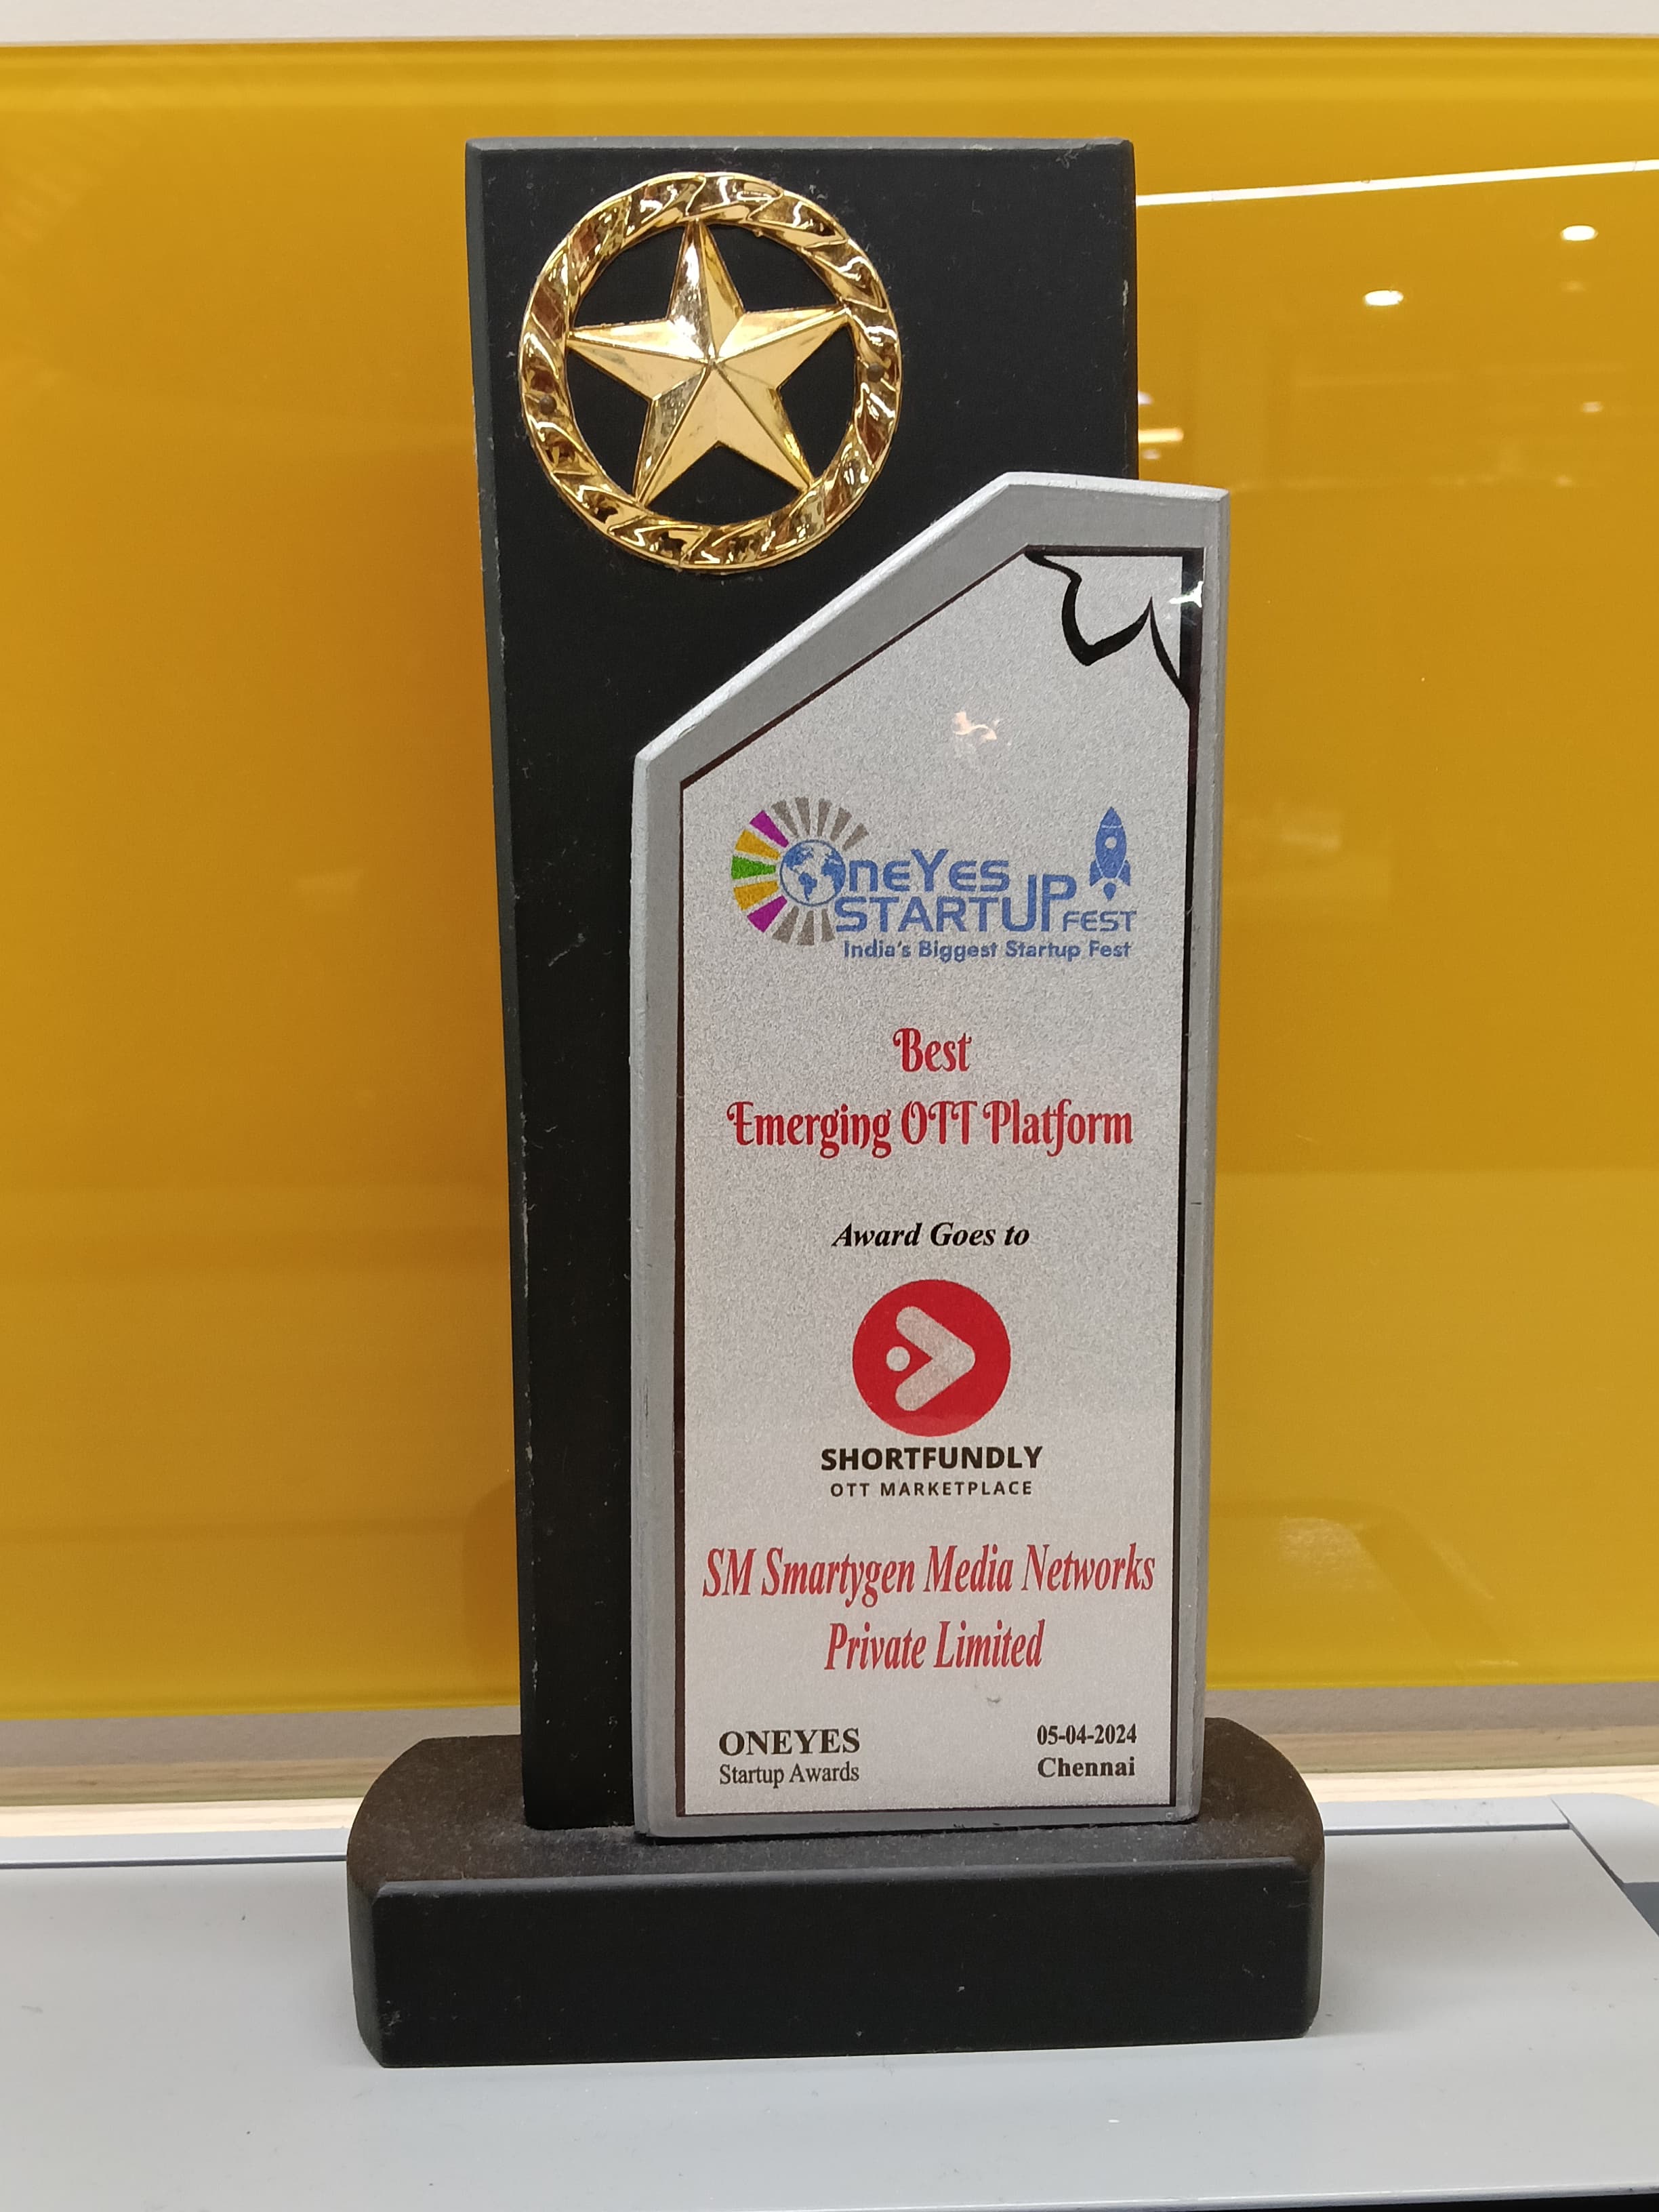 OneYes
STARTUP FEST
India's Biggest Startup Fest
Best
Emerging OTT Platform
Award Goes to
SHORTFUNDLY
OTT MARKETPLACE
SM Smartygen Media Networks
Private Limited
ONEYES
Startup Awards
05-04-2024
Chennai